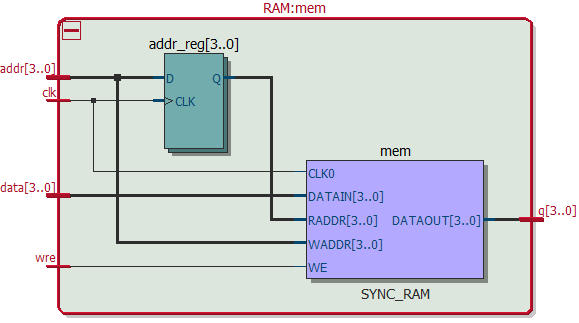 RAM:mem
addr_reg[3..0]
addr[3..0]
D
Q
clk
CLK
mem
CLK0
data[3..0]
DATAIN[3..0]
RADDR[3..0]
DATAOUT[3..0]
q[3..0]
WADDR[3..0]
wre
WE
SYNC_RAM